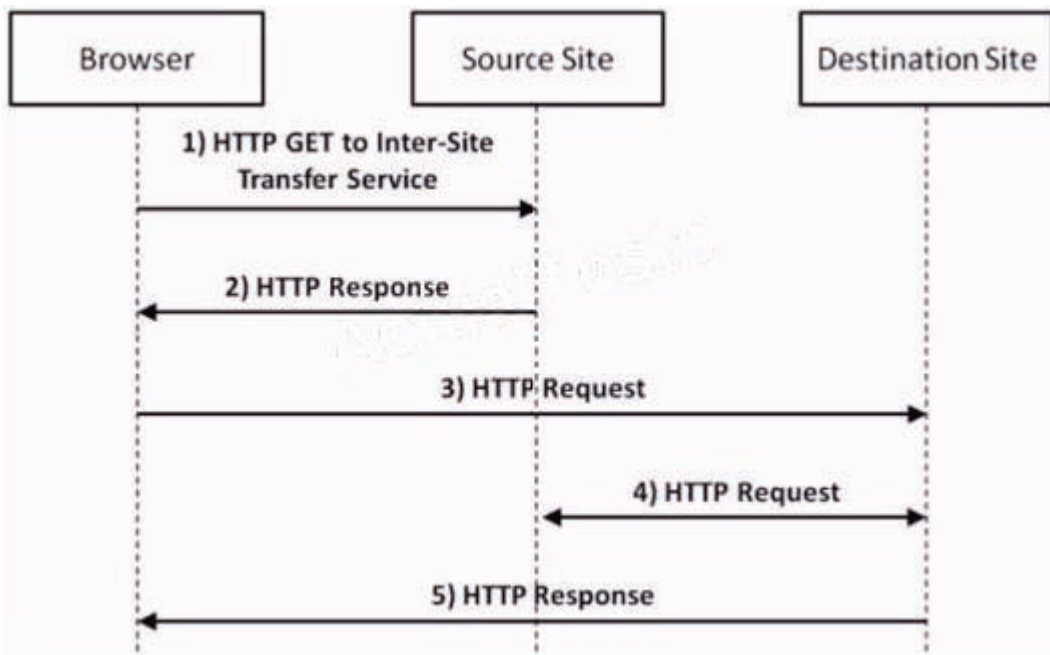 Browser
Source Site
Destination Site
1) HTTP GET to Inter-Site
Transfer Service
2) HTTP Response
3) HTTP Request
4) HTTP Request
5) HTTP Response